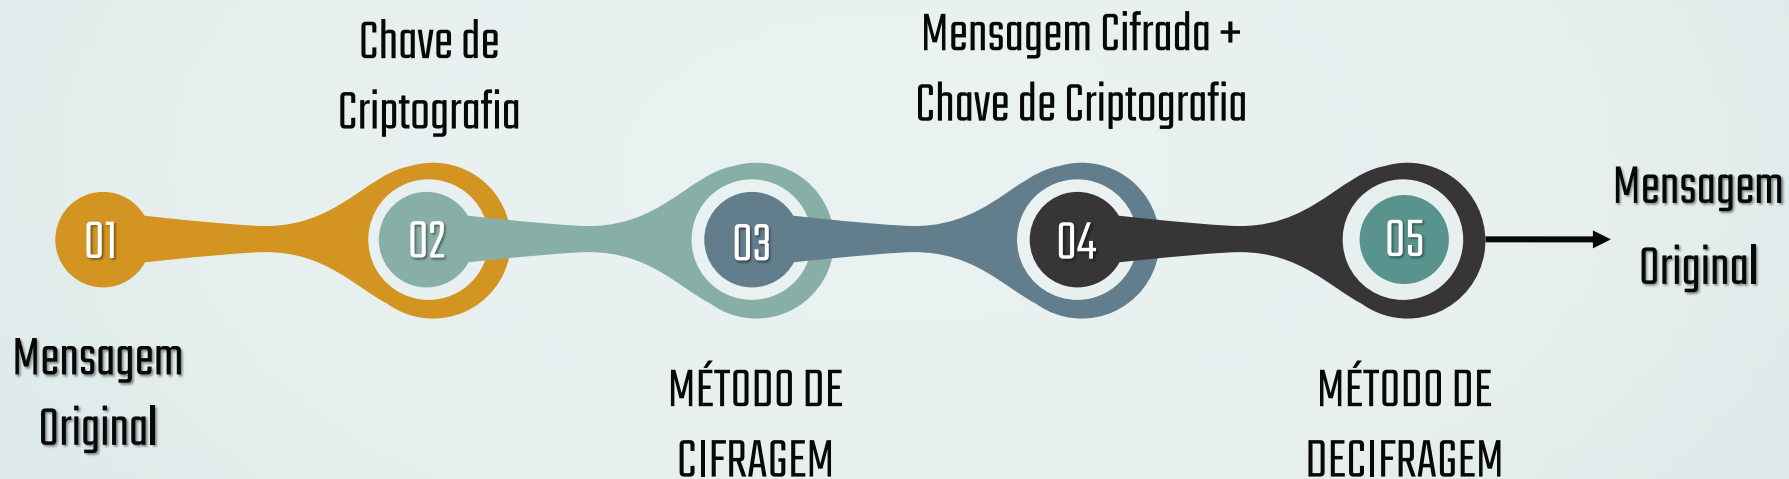 Chave de
Criptografia
Mensagem Cifrada +
Chave de Criptografia
01
02
03
04
05
Mensagem
Original
Mensagem
Original
MÉTODO DE
CIFRAGEM
MÉTODO DE
DECIFRAGEM